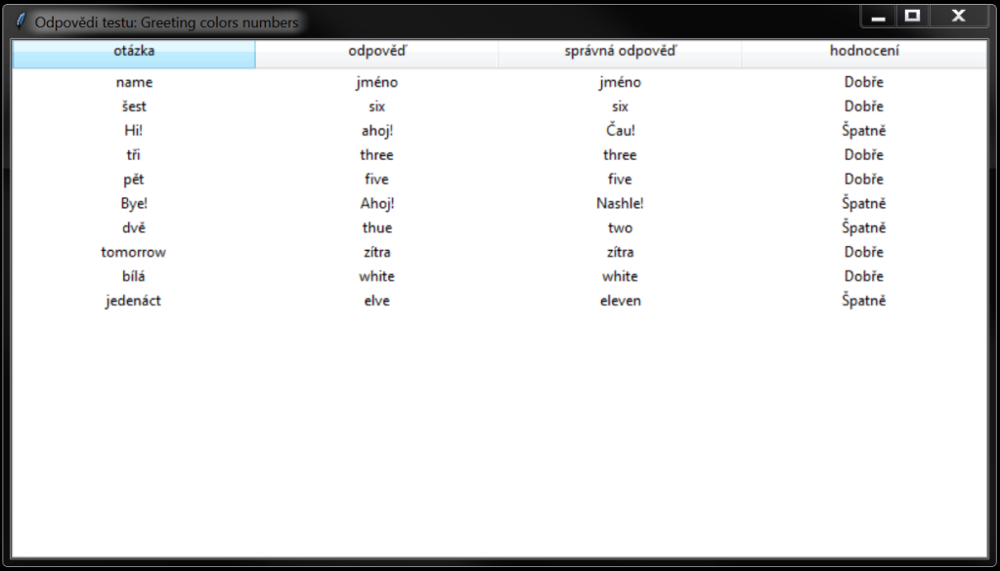 Odpovědi testu: Greeting colors numbers
otázka odpověď správná odpověď hodnocení
name jméno jméno Dobře
šest six six Dobře
Hi! ahoj! Čau! Špatně
tři three three Dobře
pět five five Dobře
Bye! Ahoj! Nashle! Špatně
dvě thue two Špatně
tomorrow zítra zítra Dobře
bílá white white Dobře
jedenáct elve eleven Špatně